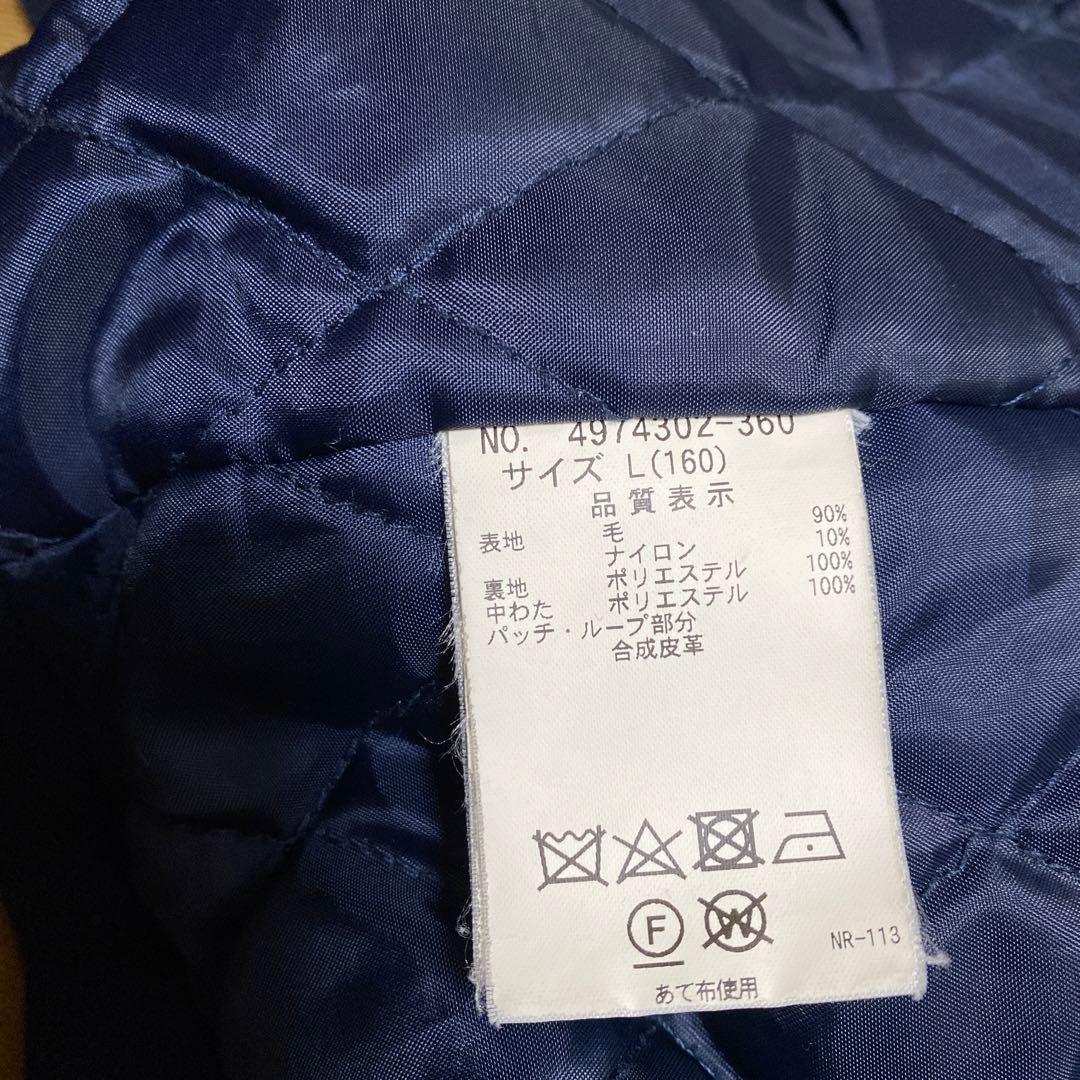 NO. 4974302-360
サイズ L(160)
品質表示
表地 毛 90%
ナイロン 10%
裏地 ポリエステル 100%
中わた ポリエステル 100%
パッチ・ループ部分
合成皮革
F W
NR-113
あて布使用